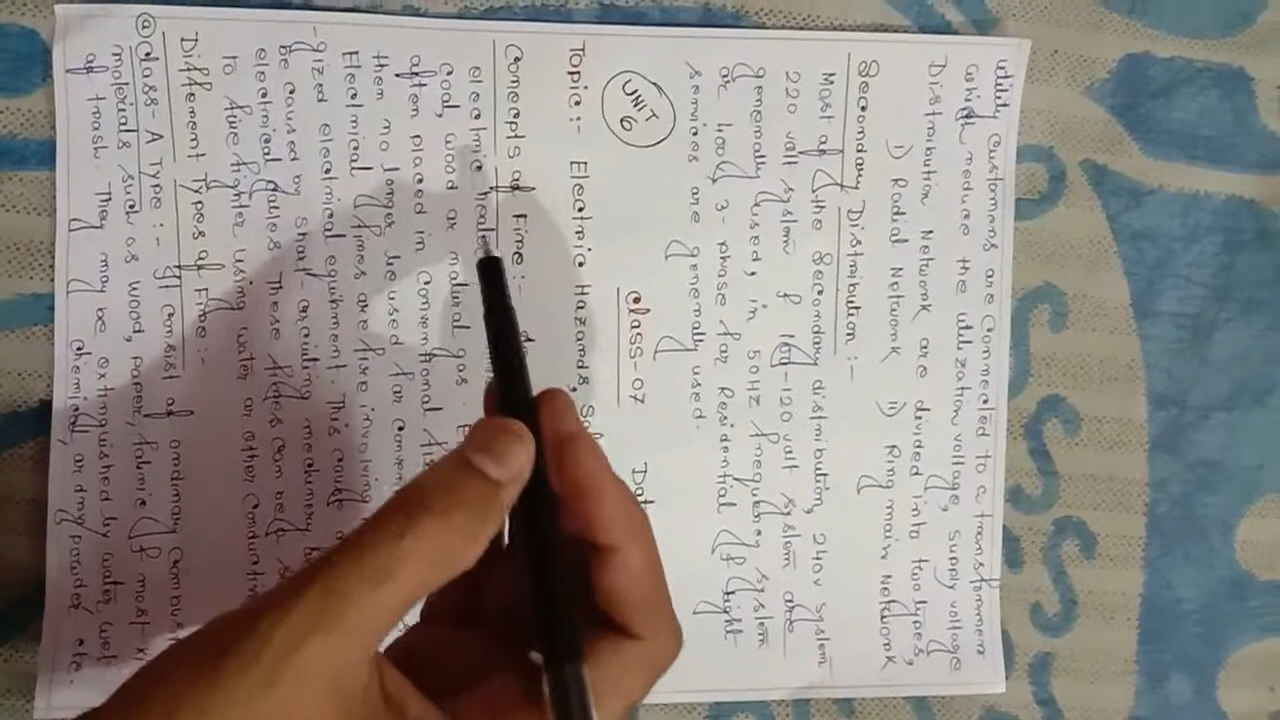 utility customers are connected to a transformer
which reduce the utilization voltage, supply voltage
Distribution Network are divided into two types,
i) Radial Network ii) Ring main Network
Secondary Distribution :-
Most of the secondary distribution, 240v system
220 volt system & 110-120 volt system are
generally used, in 50HZ frequency system
or 400v 3-phase for Residential & light
services are generally used.
UNIT 6
class-07
Topic:- Electric Hazards,
Concepts of Fire:-
electric heater
coal, wood or natural gas.
often placed in conventional
then no longer be used for
Electrical fires are fire involving
-gized electrical equipment. This cause
be caused by short-circuiting machinery
electrical cables. These fires can be
to fire fighter using water or other
Different Types of Fire:-
(a) Class-A Type:- It consist of ordinary
materials such as wood, paper, fabric & most
of trash. They may be extinguished by water, wet
chemical, or dry powder etc.